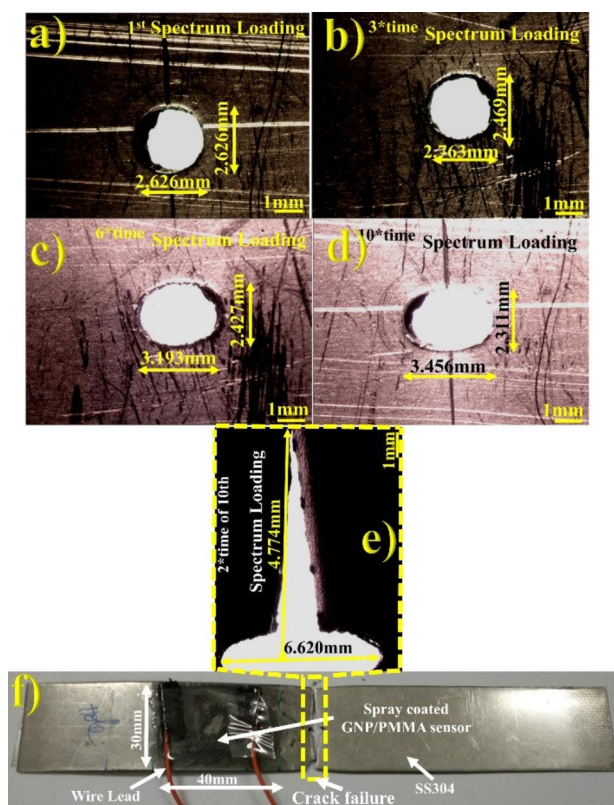 a)
1st Spectrum Loading
2.626mm
2.626mm
1mm
b)
3*time Spectrum Loading
2.469mm
2.763mm
1mm
c)
6*time Spectrum Loading
2.427mm
3.193mm
1mm
d)
10*time Spectrum Loading
2.311mm
3.456mm
1mm
2*time of 10th
Spectrum Loading
4.774mm
1mm
e)
6.620mm
f)
30mm
Spray coated
GNP/PMMA sensor
Wire Lead
40mm
Crack failure
SS304